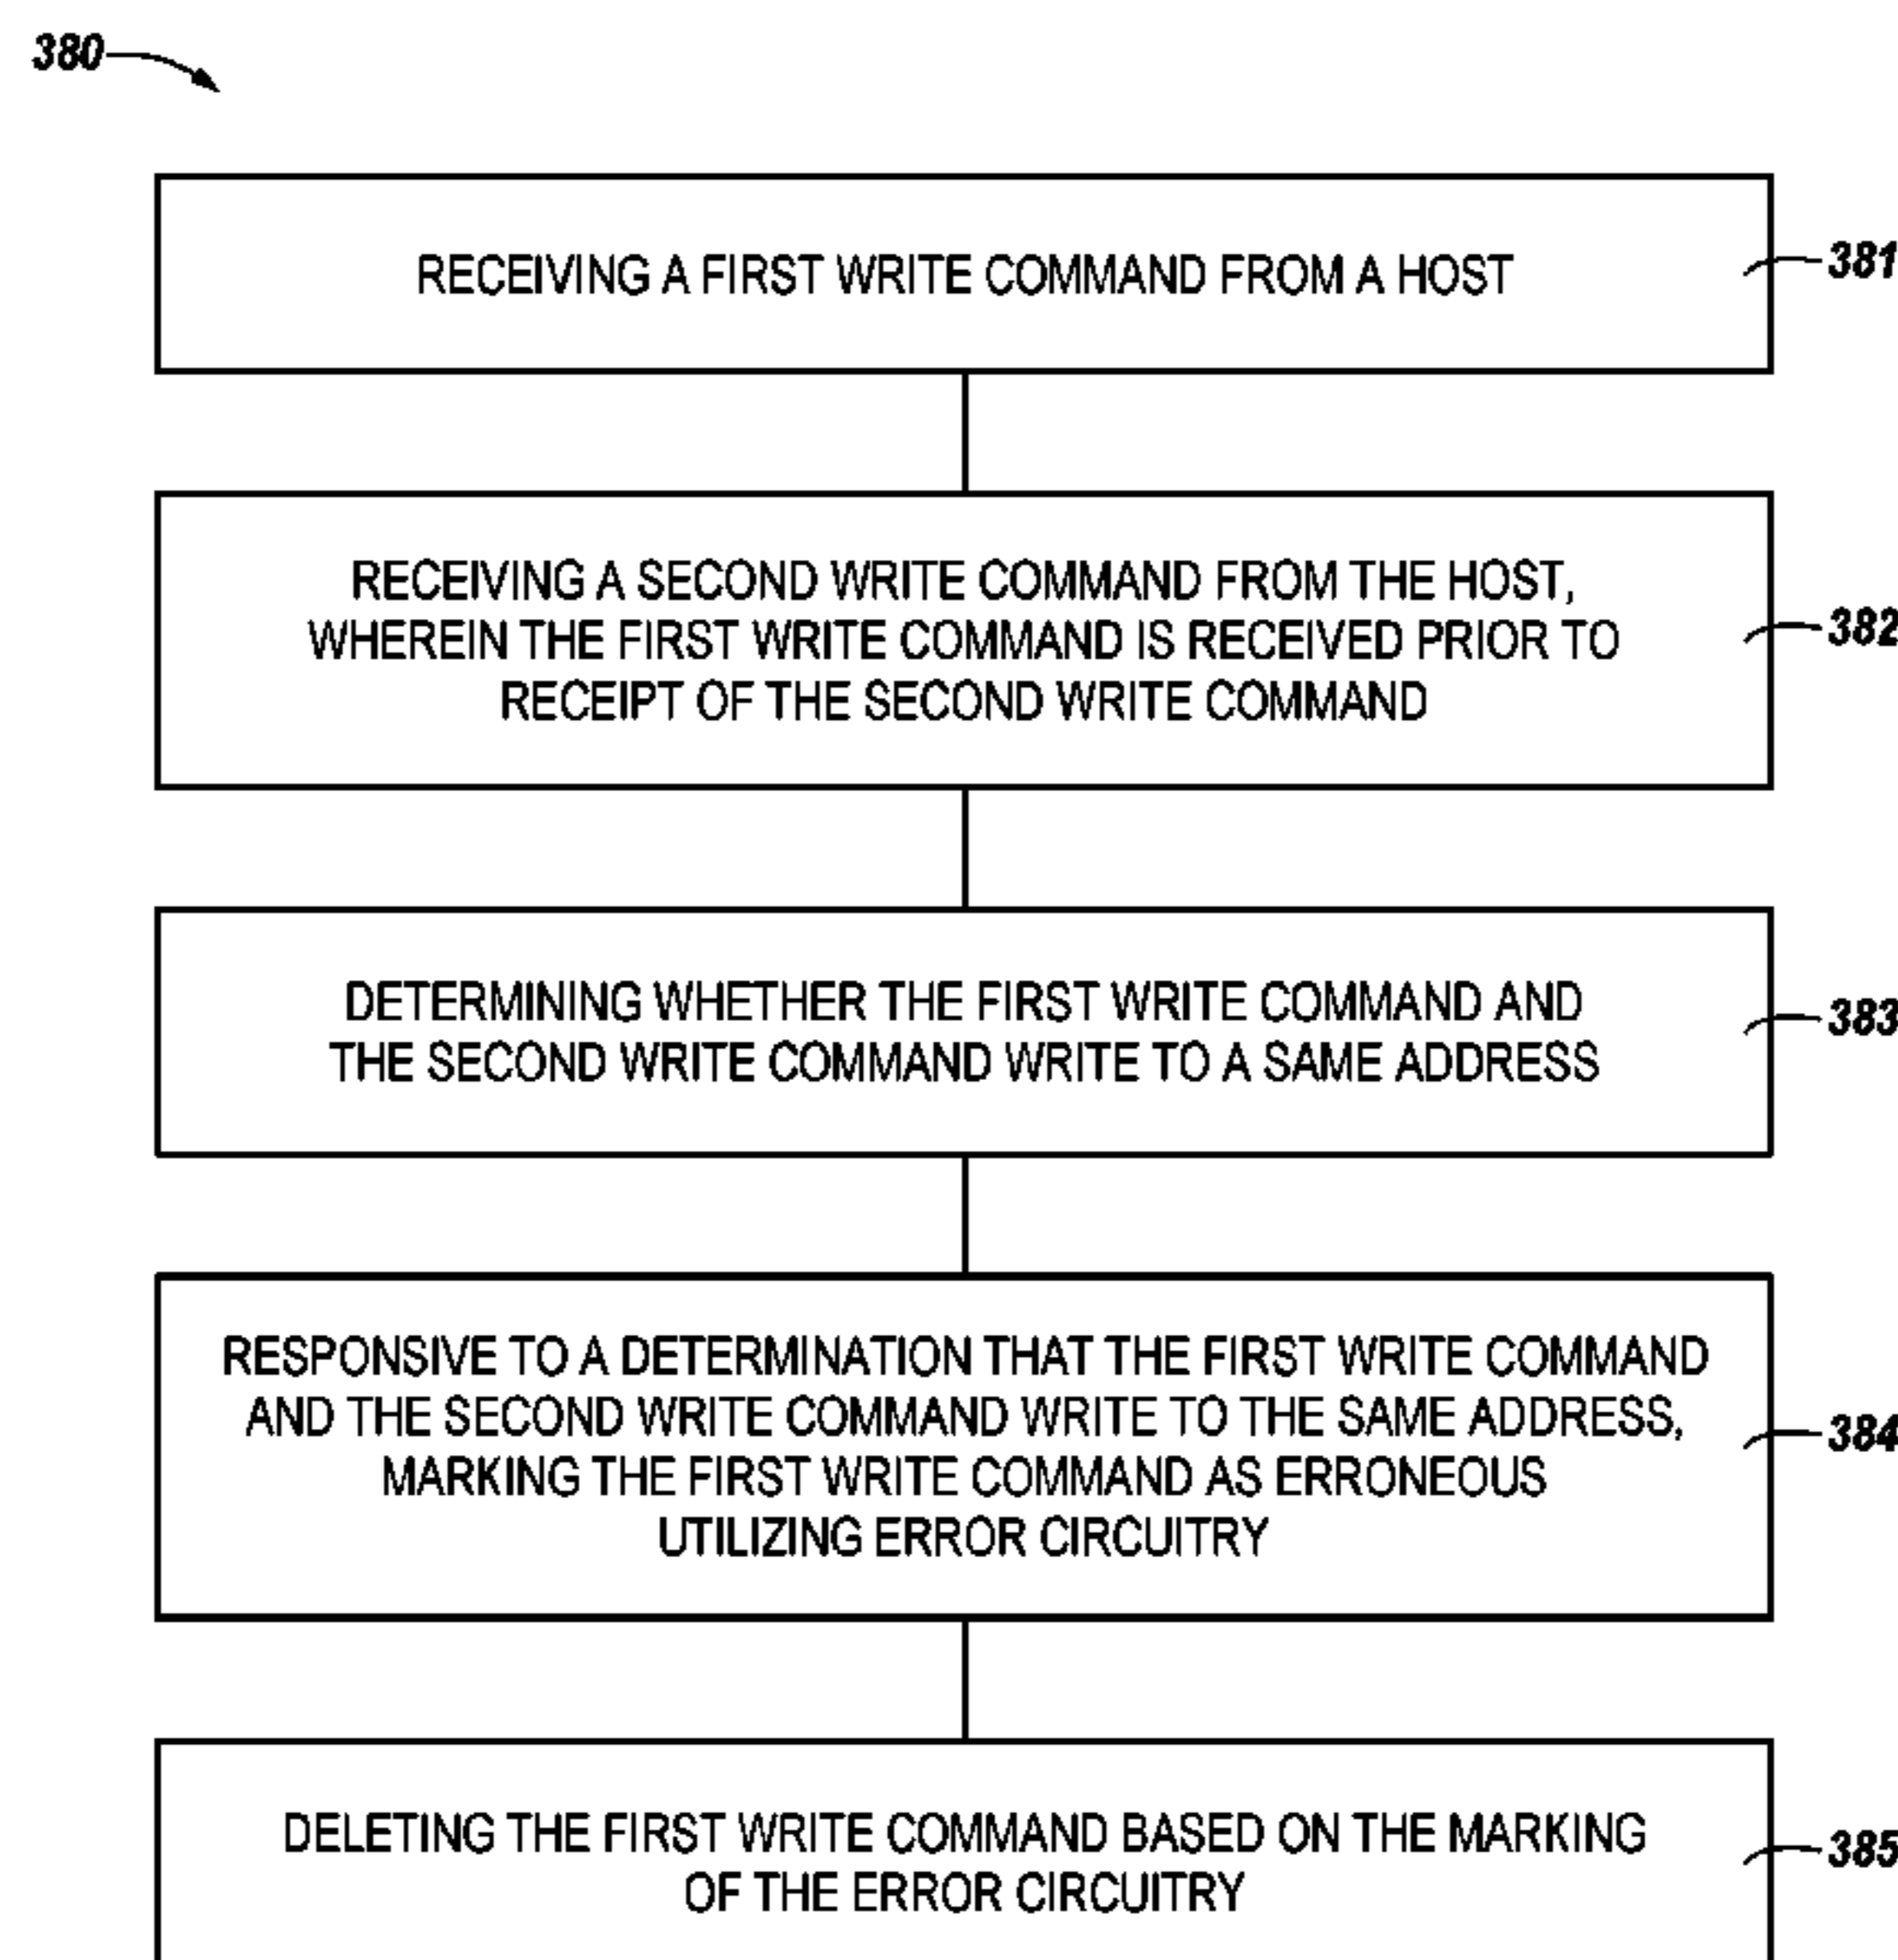 380
RECEIVING A FIRST WRITE COMMAND FROM A HOST
381
RECEIVING A SECOND WRITE COMMAND FROM THE HOST,
WHEREIN THE FIRST WRITE COMMAND IS RECEIVED PRIOR TO
RECEIPT OF THE SECOND WRITE COMMAND
382
DETERMINING WHETHER THE FIRST WRITE COMMAND AND
THE SECOND WRITE COMMAND WRITE TO A SAME ADDRESS
383
RESPONSIVE TO A DETERMINATION THAT THE FIRST WRITE COMMAND
AND THE SECOND WRITE COMMAND WRITE TO THE SAME ADDRESS,
MARKING THE FIRST WRITE COMMAND AS ERRONEOUS
UTILIZING ERROR CIRCUITRY
384
DELETING THE FIRST WRITE COMMAND BASED ON THE MARKING
OF THE ERROR CIRCUITRY
385